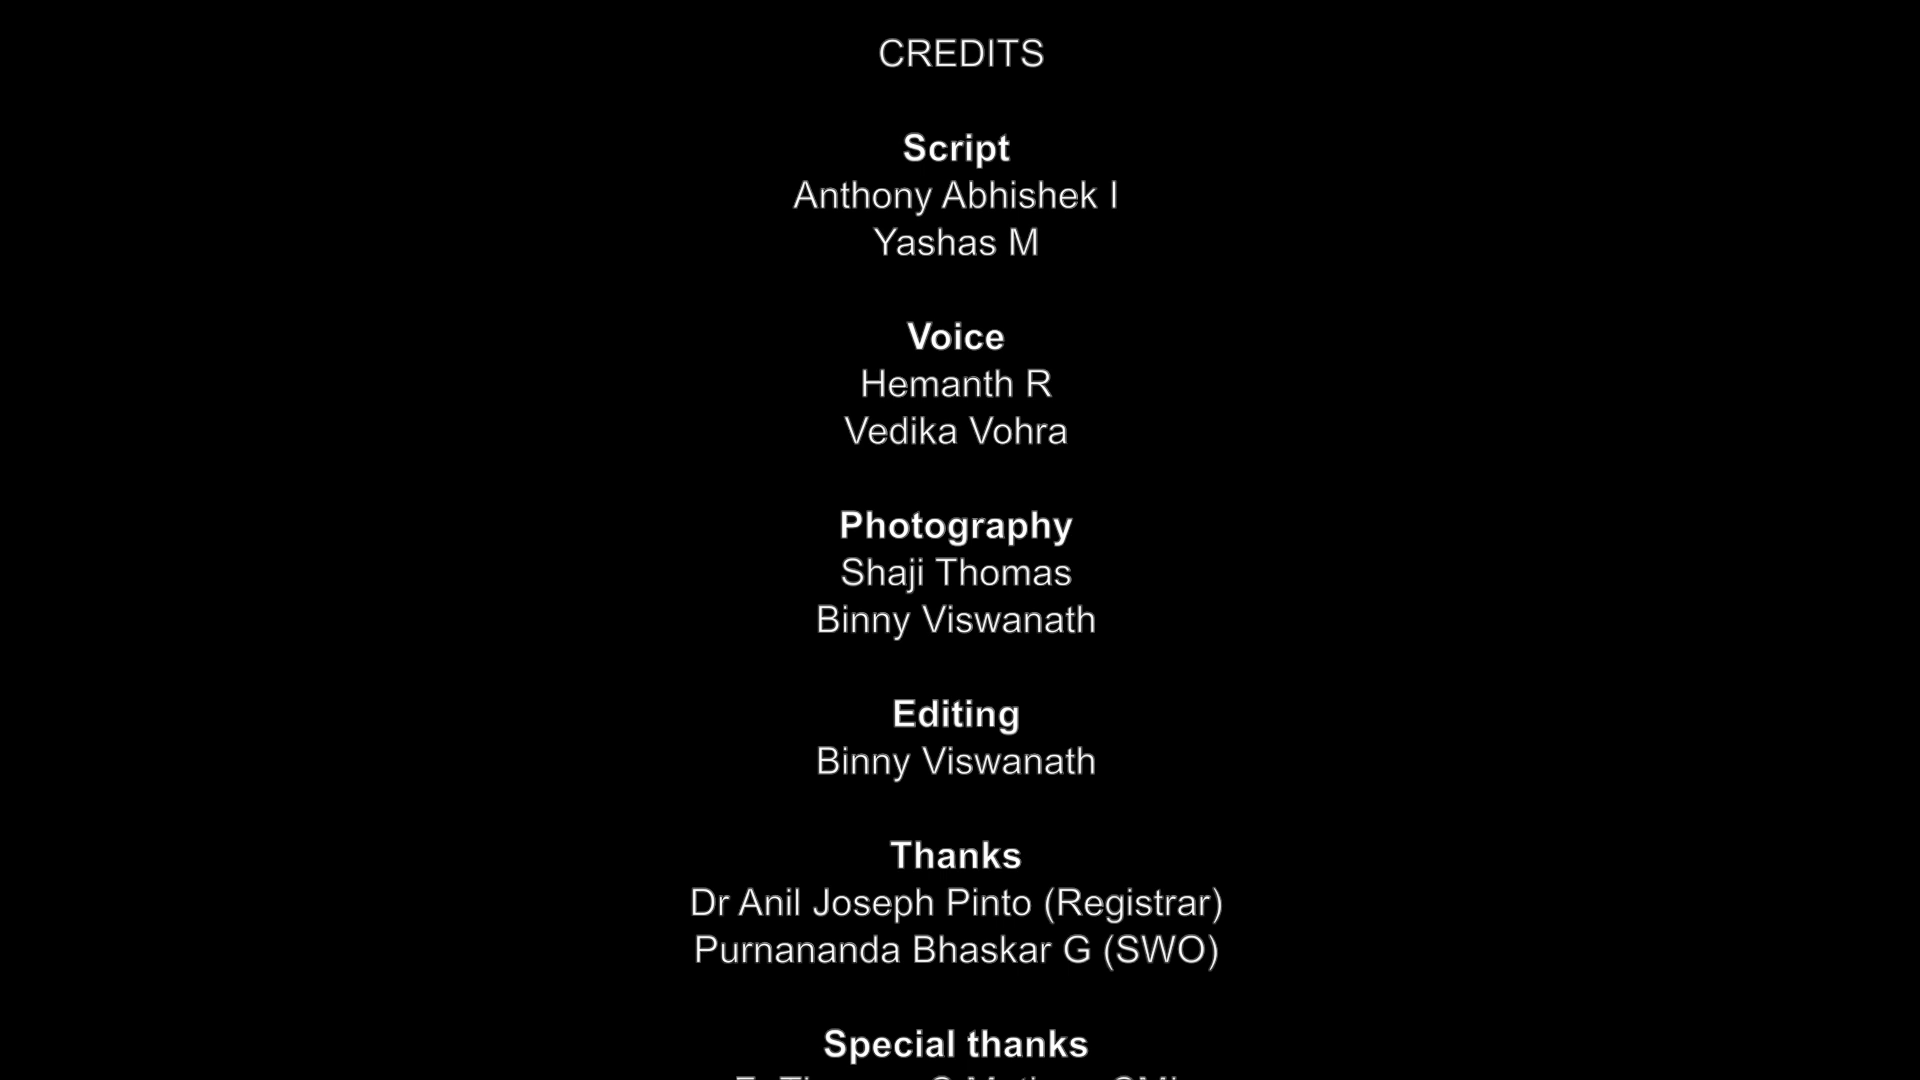 CREDITS
Script
Anthony Abhishek I
Yashas M
Voice
Hemanth R
Vedika Vohra
Photography
Shaji Thomas
Binny Viswanath
Editing
Binny Viswanath
Thanks
Dr Anil Joseph Pinto (Registrar)
Purnananda Bhaskar G (SWO)
Special thanks